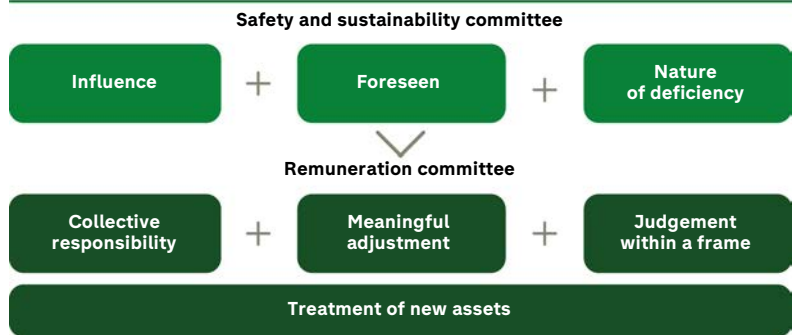 Safety and sustainability committee
Influence + Foreseen + Nature
of deficiency
Remuneration committee
Collective
responsibility + Meaningful
adjustment + Judgement
within a frame
Treatment of new assets